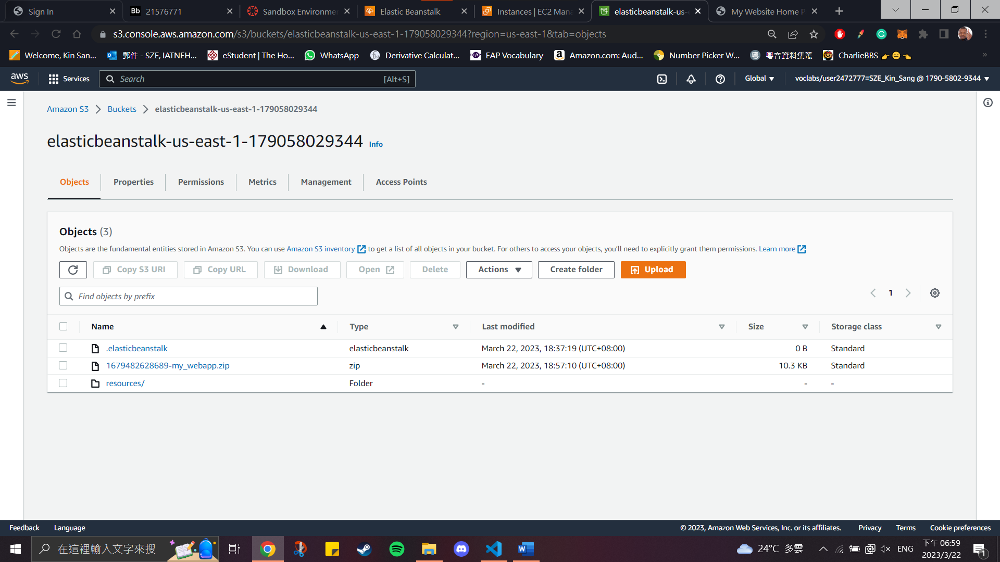 Sign In
21576771
Sandbox Environme
Elastic Beanstalk
Instances | EC2 Mana
elasticbeanstalk-us-
My Website Home P
s3.console.aws.amazon.com/s3/buckets/elasticbeanstalk-us-east-1-179058029344?region=us-east-1&tab=objects
Welcome, Kin San...
郵件 - SZE, IATNEH...
eStudent | The Ho...
WhatsApp
Derivative Calculat...
EAP Vocabulary
Amazon.com: Aud...
Number Picker W...
粵音資料集叢
CharlieBBS 👉😑👈
aws
Services
Search
[Alt+S]
Global
voclabs/user2472777=SZE_Kin_Sang @ 1790-5802-9344
Amazon S3
Buckets
elasticbeanstalk-us-east-1-179058029344
elasticbeanstalk-us-east-1-179058029344 Info
Objects
Properties
Permissions
Metrics
Management
Access Points
Objects (3)
Objects are the fundamental entities stored in Amazon S3. You can use Amazon S3 inventory to get a list of all objects in your bucket. For others to access your objects, you’ll need to explicitly grant them permissions. Learn more
Copy S3 URI
Copy URL
Download
Open
Delete
Actions
Create folder
Upload
Find objects by prefix
1
Name
Type
Last modified
Size
Storage class
.elasticbeanstalk
elasticbeanstalk
March 22, 2023, 18:37:19 (UTC+08:00)
0 B
Standard
1679482628689-my_webapp.zip
zip
March 22, 2023, 18:57:10 (UTC+08:00)
10.3 KB
Standard
resources/
Folder
-
-
-
Feedback
Language
© 2023, Amazon Web Services, Inc. or its affiliates.
Privacy
Terms
Cookie preferences
在這裡輸入文字來搜
24°C 多雲
ENG
下午 06:59
2023/3/22
1